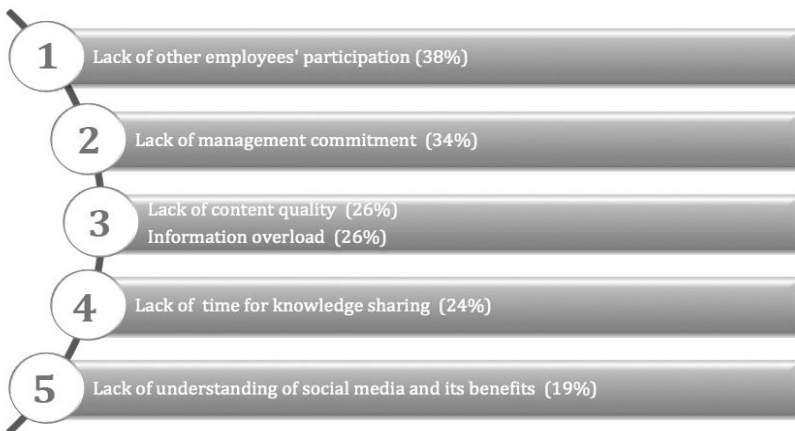 1
Lack of other employees' participation (38%)
2
Lack of management commitment (34%)
3
Lack of content quality (26%)
Information overload (26%)
4
Lack of time for knowledge sharing (24%)
5
Lack of understanding of social media and its benefits (19%)